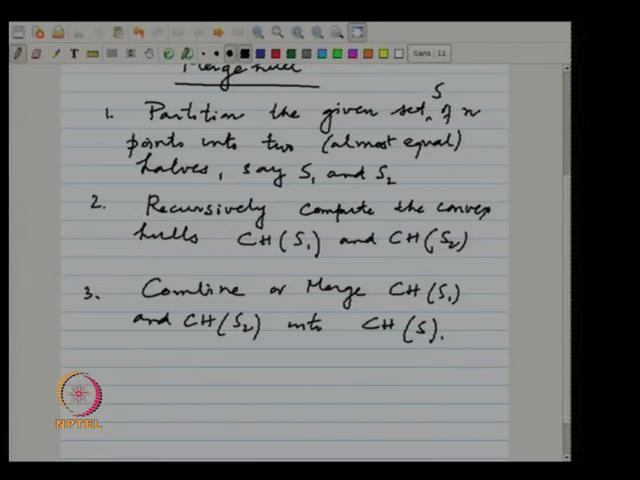 Sans 12
Merge hull
1. Partition the given set S of n
points into two (almost equal)
halves, say S₁ and S₂
2. Recursively compute the convex
hulls CH(S₁) and CH(S₂)
3. Combine or Merge CH(S₁)
and CH(S₂) into CH(S).
NPTEL